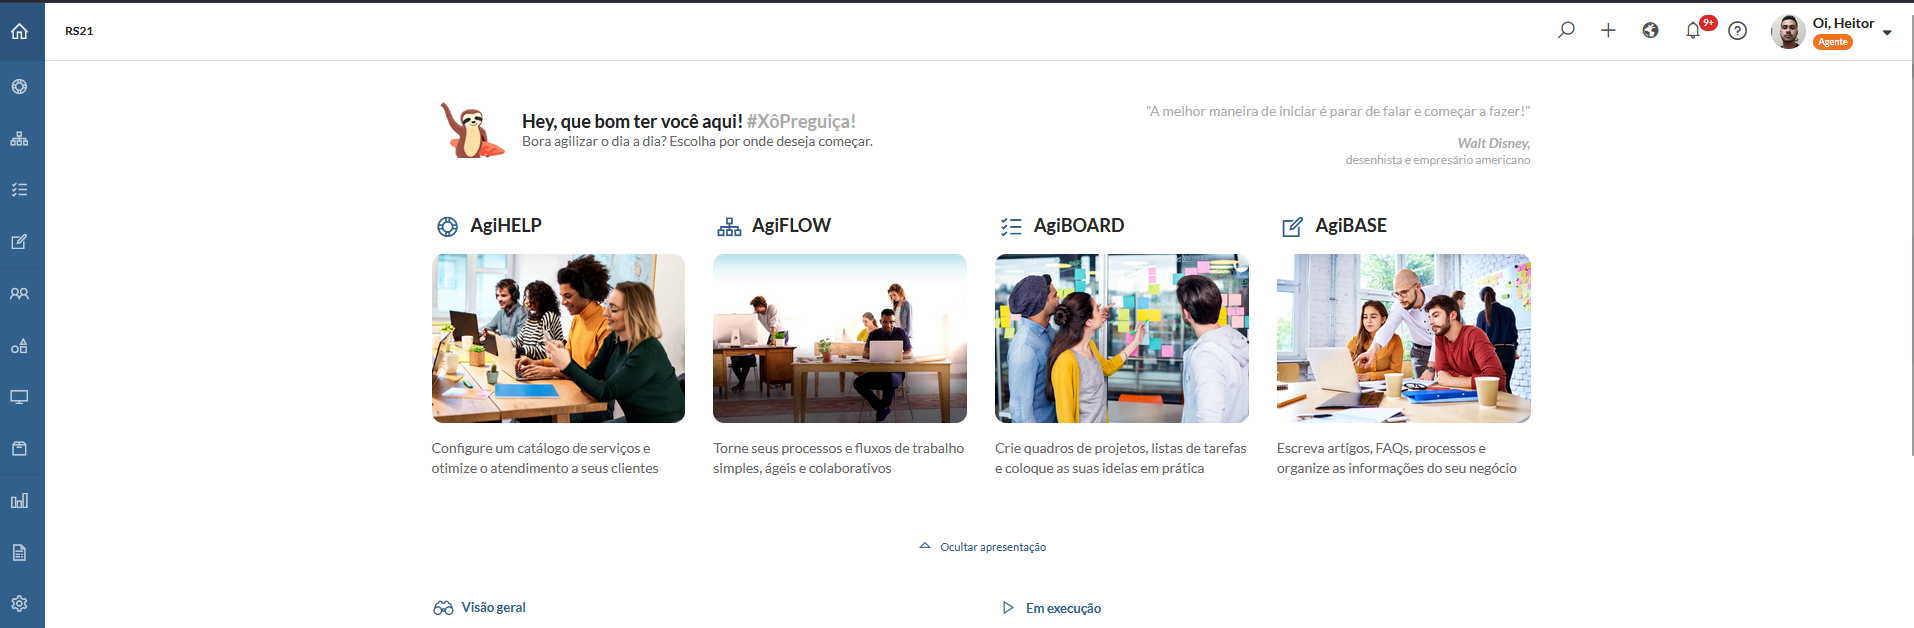 RS21
9+
Oi, Heitor
Agente
Hey, que bom ter você aqui! #XôPreguiça!
Bora agilizar o dia a dia? Escolha por onde deseja começar.
"A melhor maneira de iniciar é parar de falar e começar a fazer!"
Walt Disney,
desenhista e empresário americano
AgiHELP
AgiFLOW
AgiBOARD
AgiBASE
Configure um catálogo de serviços e
otimize o atendimento a seus clientes
Torne seus processos e fluxos de trabalho
simples, ágeis e colaborativos
Crie quadros de projetos, listas de tarefas
e coloque as suas ideias em prática
Escreva artigos, FAQs, processos e
organize as informações do seu negócio
Ocultar apresentação
Visão geral
Em execução